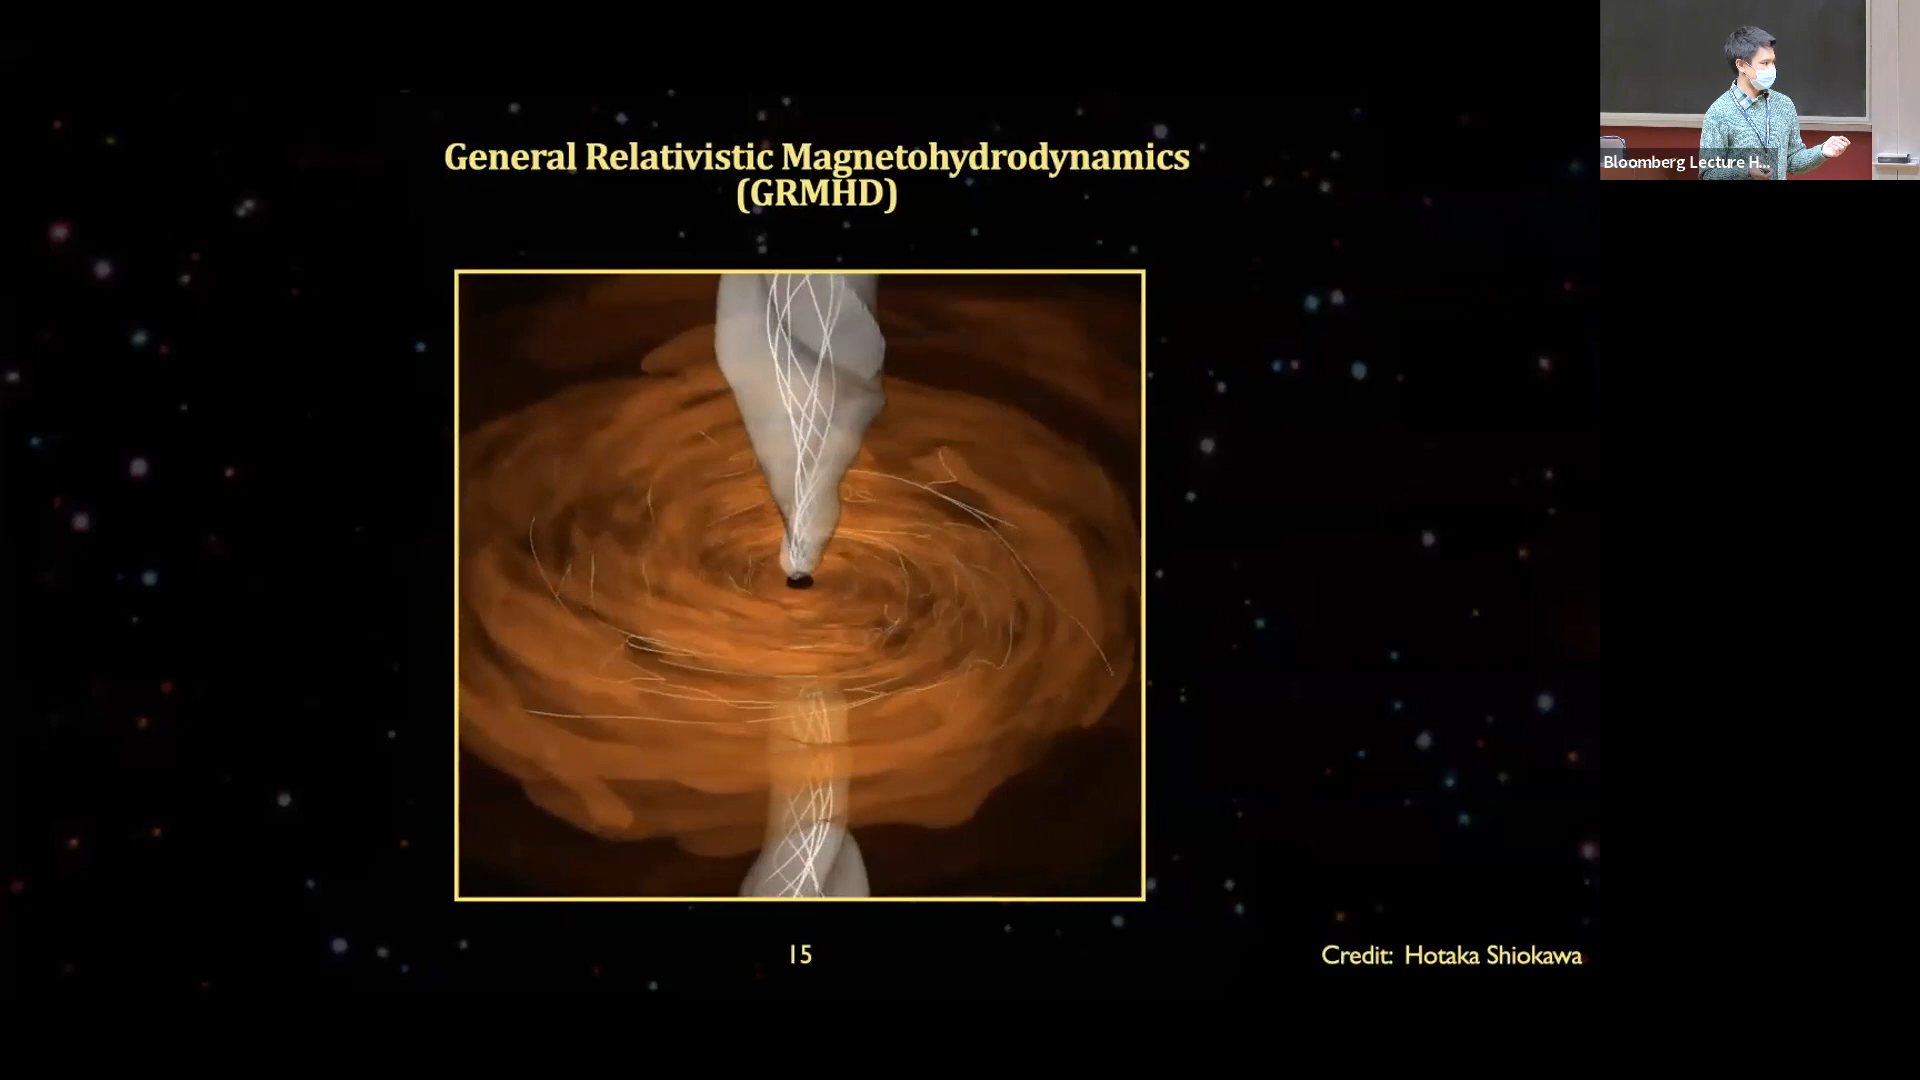 General Relativistic Magnetohydrodynamics
(GRMHD)
Bloomberg Lecture H...
15
Credit: Hotaka Shiokawa